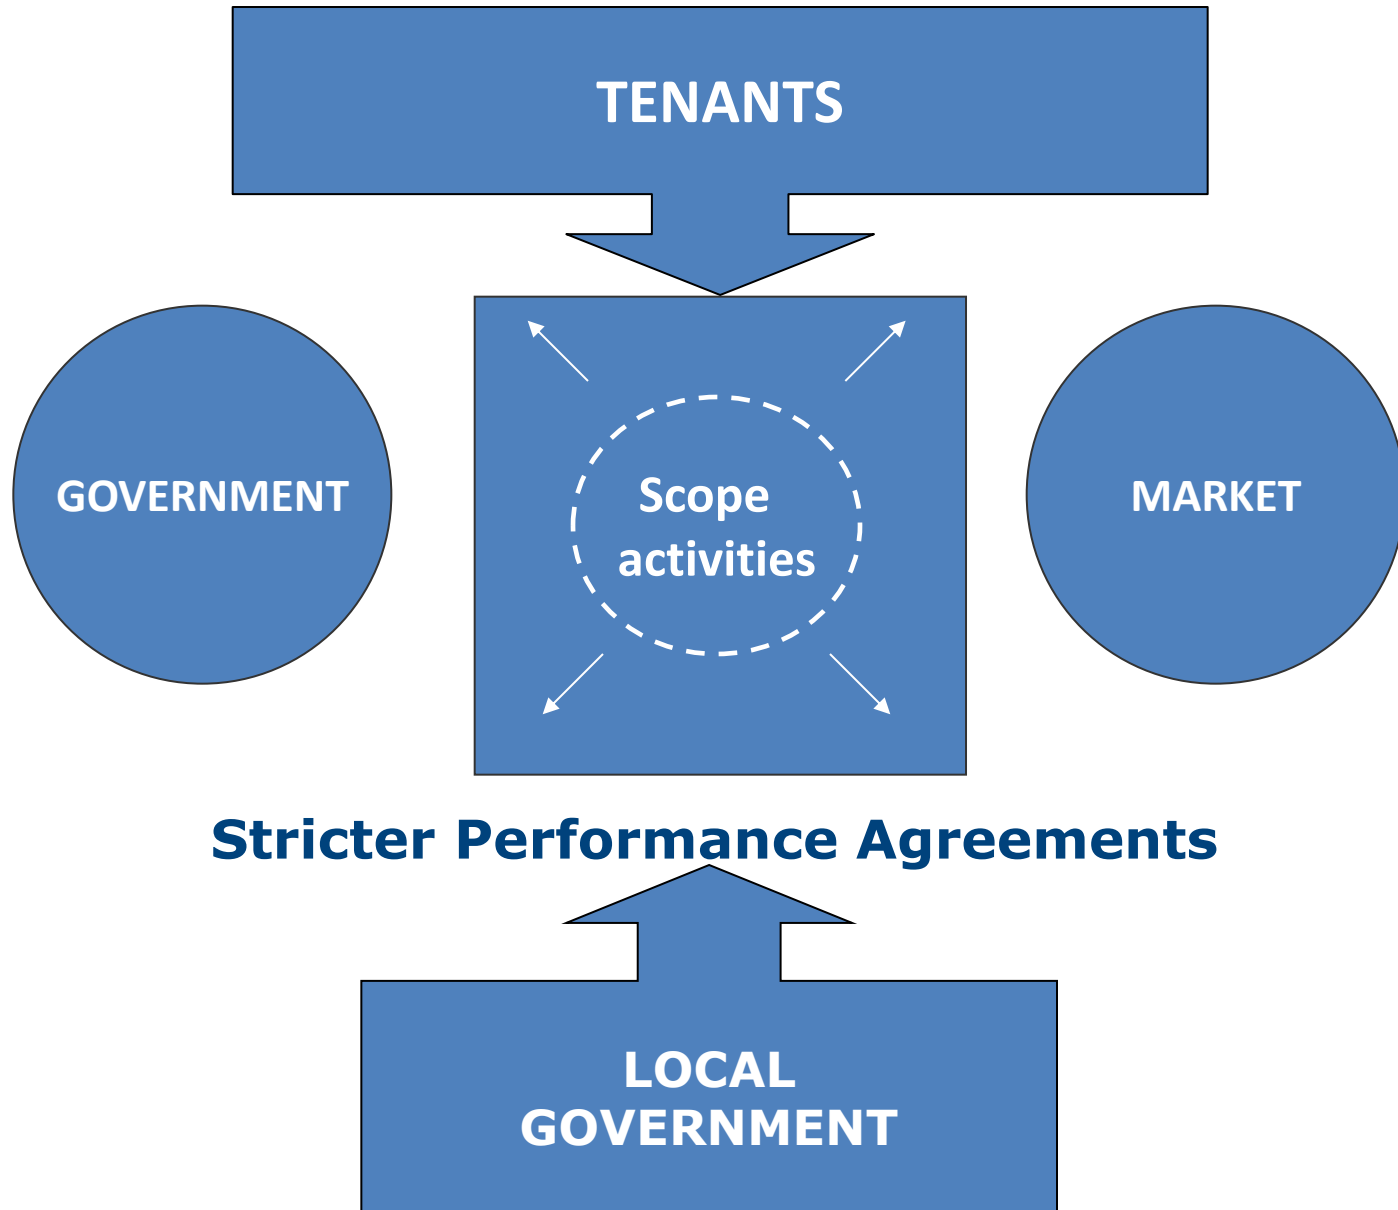 TENANTS
GOVERNMENT
Scope
activities
MARKET
Stricter Performance Agreements
LOCAL
GOVERNMENT